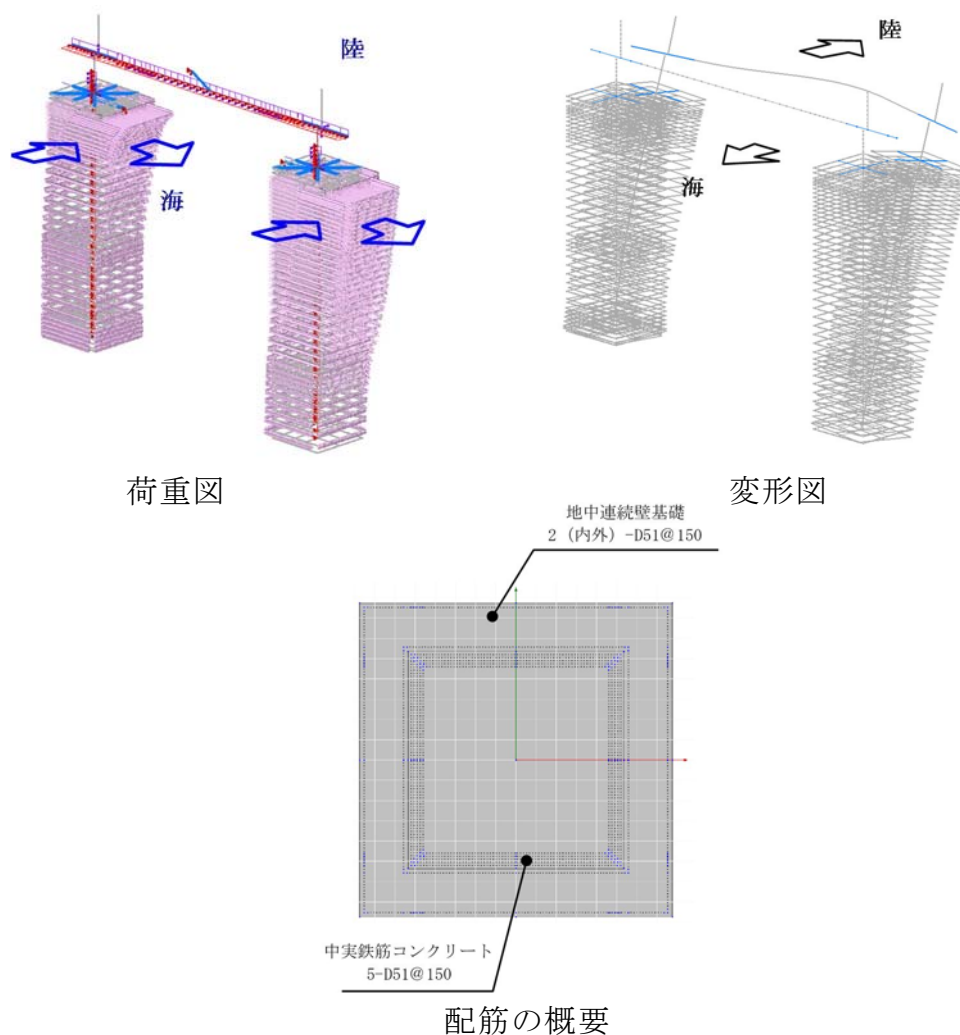 陸
海
荷重図
陸
海
変形図
地中連続壁基礎
2（内外）-D51@150
中実鉄筋コンクリート
5-D51@150
配筋の概要